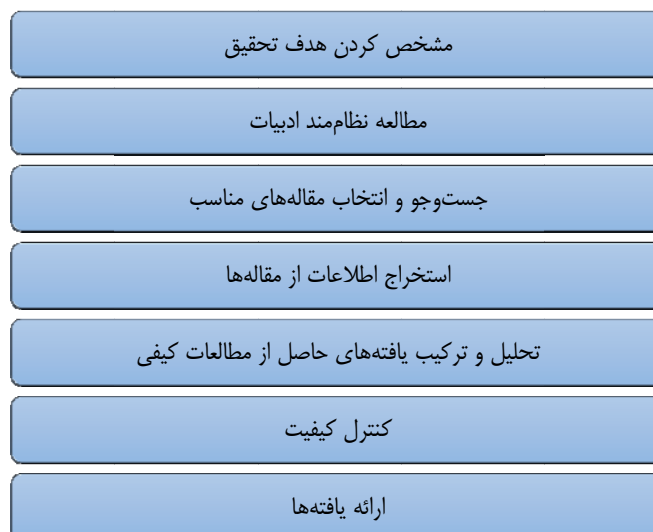 مشخص کردن هدف تحقیق
مطالعه نظام‌مند ادبیات
جست‌وجو و انتخاب مقاله‌های مناسب
استخراج اطلاعات از مقاله‌ها
تحلیل و ترکیب یافته‌های حاصل از مطالعات کیفی
کنترل کیفیت
ارائه یافته‌ها